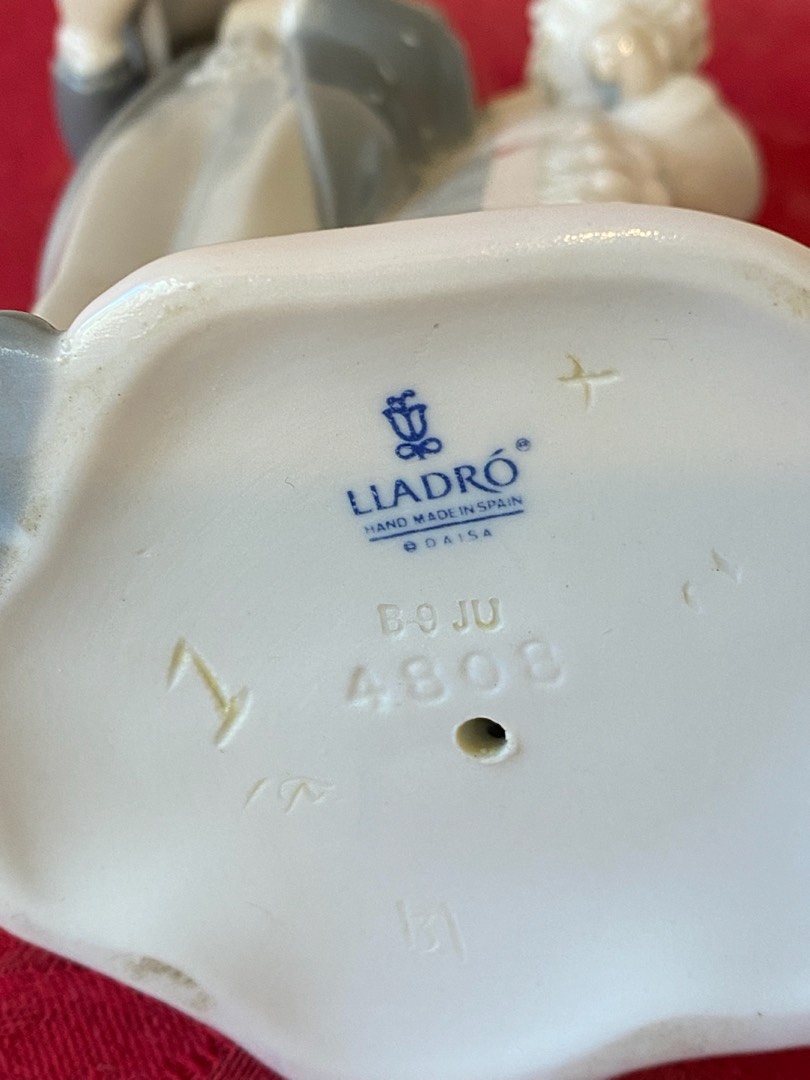 LLADRÓ®
HAND MADE IN SPAIN
© DAISA
B-9 JU
4808